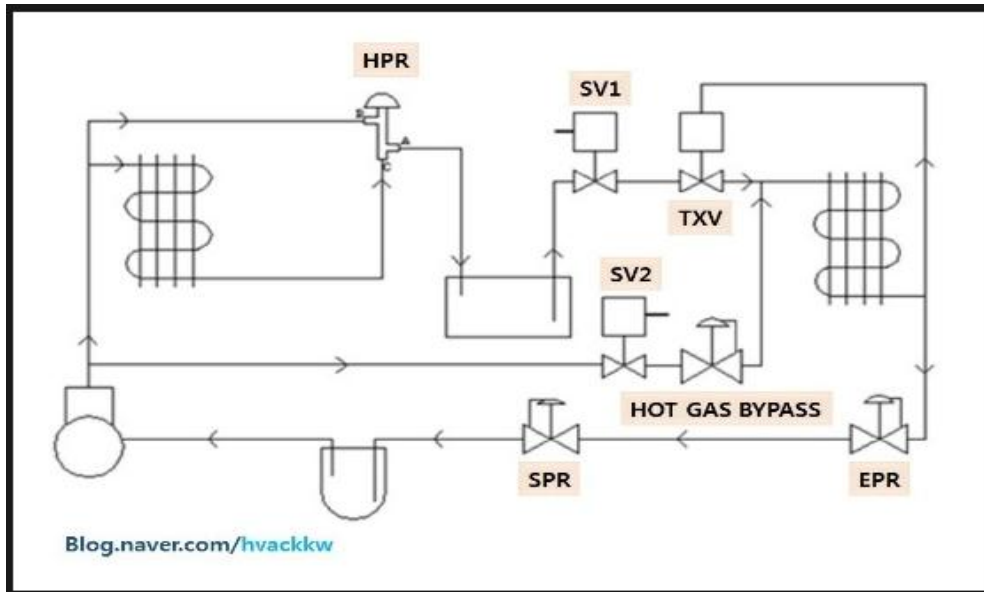 HPR
SV1
B
A
C
TXV
SV2
HOT GAS BYPASS
SPR
EPR
Blog.naver.com/hvackkw